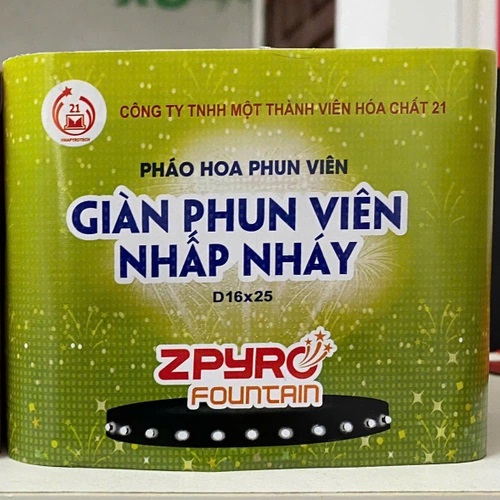 21
CÔNG TY TNHH MỘT THÀNH VIÊN HÓA CHẤT 21
PHÁO HOA PHUN VIÊN
GIÀN PHUN VIÊN
NHẤP NHÁY
D16x25
ZPYRO
FOUNTAIN